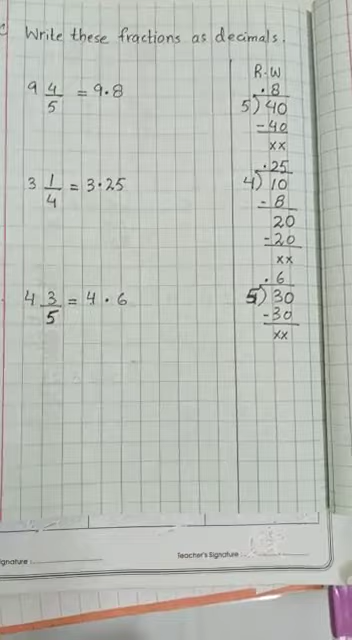 Write these fractions as decimals.
9 4/5 = 9.8
3 1/4 = 3.25
4 3/5 = 4.6
R.W
.8
5)40
-40
xx
.25
4)10
-8
20
-20
xx
.6
5)30
-30
xx
ignature
Teacher's Signature